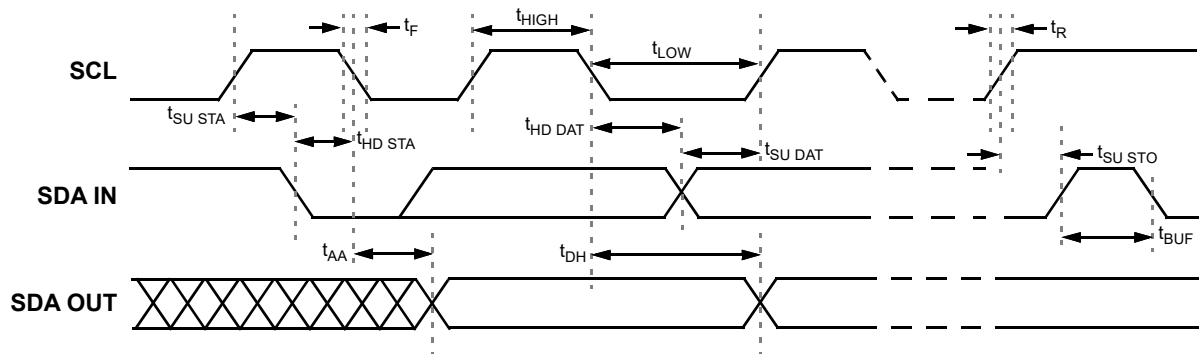 tF
tHIGH
tR
tLOW
SCL
tSU STA
tHD STA
tHD DAT
tSU DAT
tSU STO
SDA IN
tAA
tDH
tBUF
SDA OUT